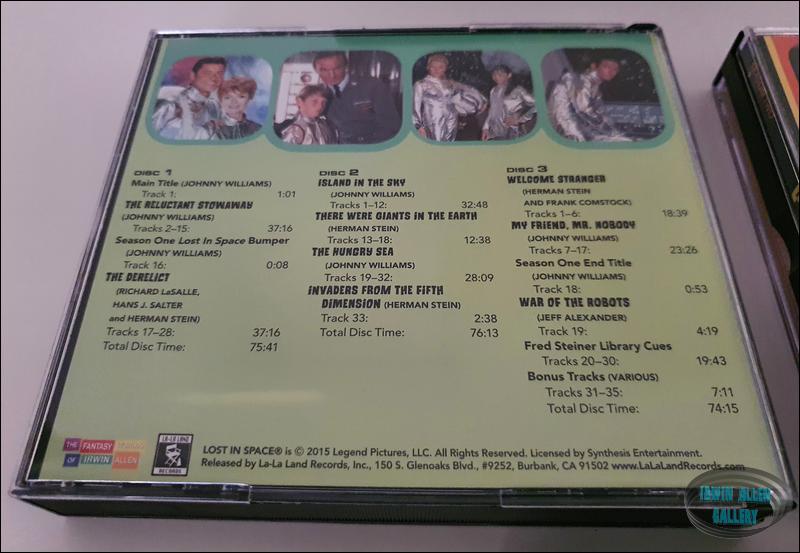 DISC 1
Main Title (JOHNNY WILLIAMS)
Track 1: 1:01
THE RELUCTANT STOWAWAY
(JOHNNY WILLIAMS)
Tracks 2–15: 37:16
Season One Lost In Space Bumper
(JOHNNY WILLIAMS)
Track 16: 0:08
THE DERELICT
(RICHARD LaSALLE,
HANS J. SALTER
and HERMAN STEIN)
Tracks 17–28: 37:16
Total Disc Time: 75:41
DISC 2
ISLAND IN THE SKY
(JOHNNY WILLIAMS)
Tracks 1–12: 32:48
THERE WERE GIANTS IN THE EARTH
(HERMAN STEIN)
Tracks 13–18: 12:38
THE HUNGRY SEA
(JOHNNY WILLIAMS)
Tracks 19–32: 28:09
INVADERS FROM THE FIFTH
DIMENSION (HERMAN STEIN)
Track 33: 2:38
Total Disc Time: 76:13
DISC 3
WELCOME STRANGER
(HERMAN STEIN
AND FRANK COMSTOCK)
Tracks 1–6: 18:39
MY FRIEND, MR. NOBODY
(JOHNNY WILLIAMS)
Tracks 7–17: 23:26
Season One End Title
(JOHNNY WILLIAMS)
Track 18: 0:53
WAR OF THE ROBOTS
(JEFF ALEXANDER)
Track 19: 4:19
Fred Steiner Library Cues
Tracks 20–30: 19:43
Bonus Tracks (VARIOUS)
Tracks 31–35: 7:11
Total Disc Time: 74:15
THE FANTASY WORLDS
OF IRWIN ALLEN
LA-LA LAND
RECORDS
LOST IN SPACE® is © 2015 Legend Pictures, LLC. All Rights Reserved. Licensed by Synthesis Entertainment.
Released by La-La Land Records, Inc., 150 S. Glenoaks Blvd., #9252, Burbank, CA 91502 www.LaLaLandRecords.com
IRWIN ALLEN
GALLERY